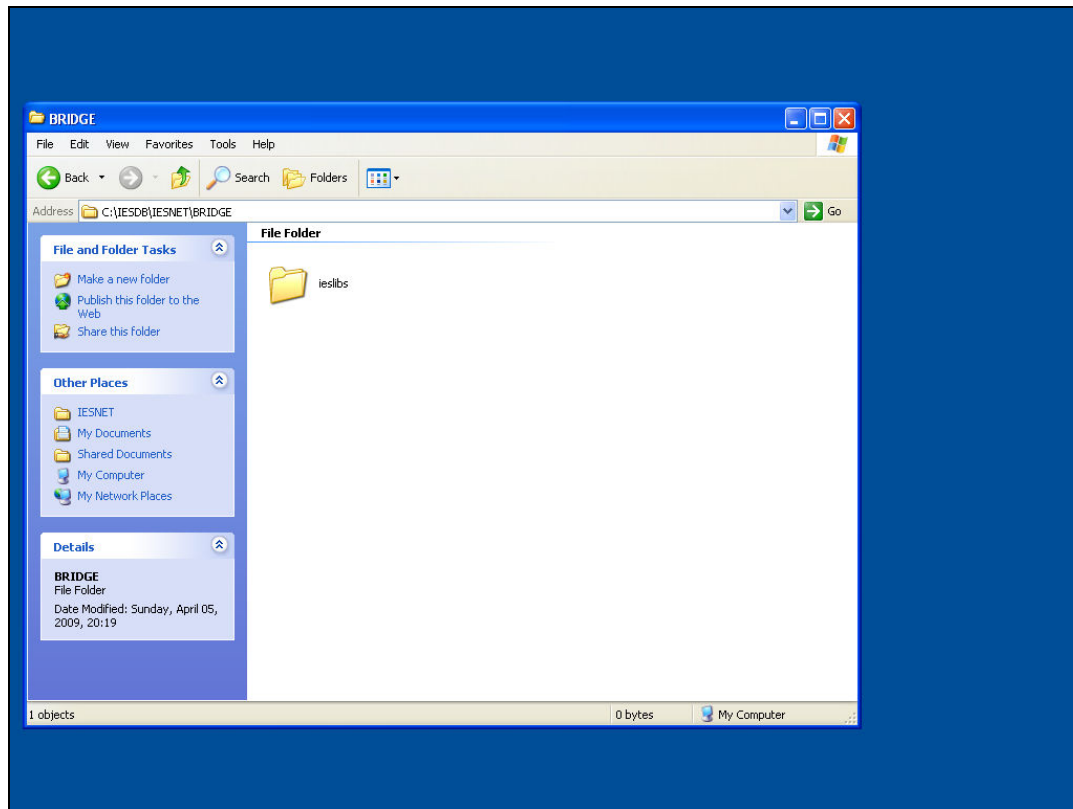 BRIDGE
File Edit View Favorites Tools Help
Back Search Folders
Address C:\IESDB\IESNET\BRIDGE Go
File and Folder Tasks
Make a new folder
Publish this folder to the
Web
Share this folder
Other Places
IESNET
My Documents
Shared Documents
My Computer
My Network Places
Details
BRIDGE
File Folder
Date Modified: Sunday, April 05,
2009, 20:19
File Folder
ieslibs
1 objects 0 bytes My Computer